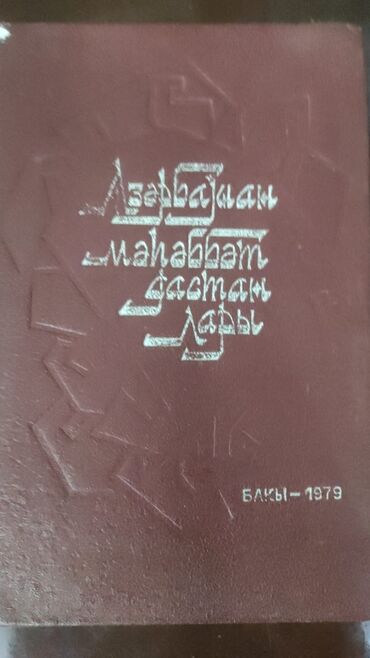 Азәрбајҹан
мәһәббәт
дастан
лары
БАКЫ – 1979